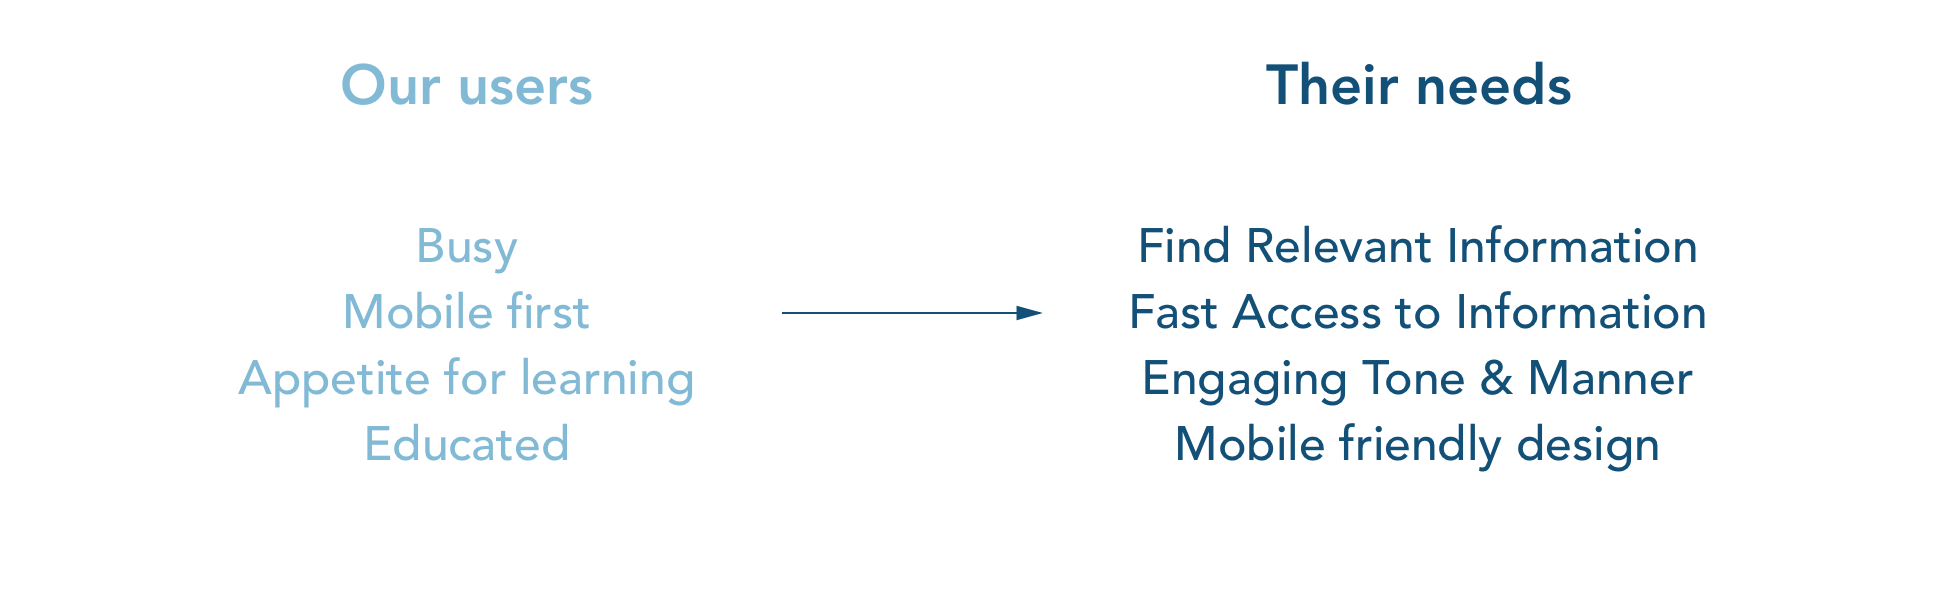 Our users
Busy
Mobile first
Appetite for learning
Educated
Their needs
Find Relevant Information
Fast Access to Information
Engaging Tone & Manner
Mobile friendly design